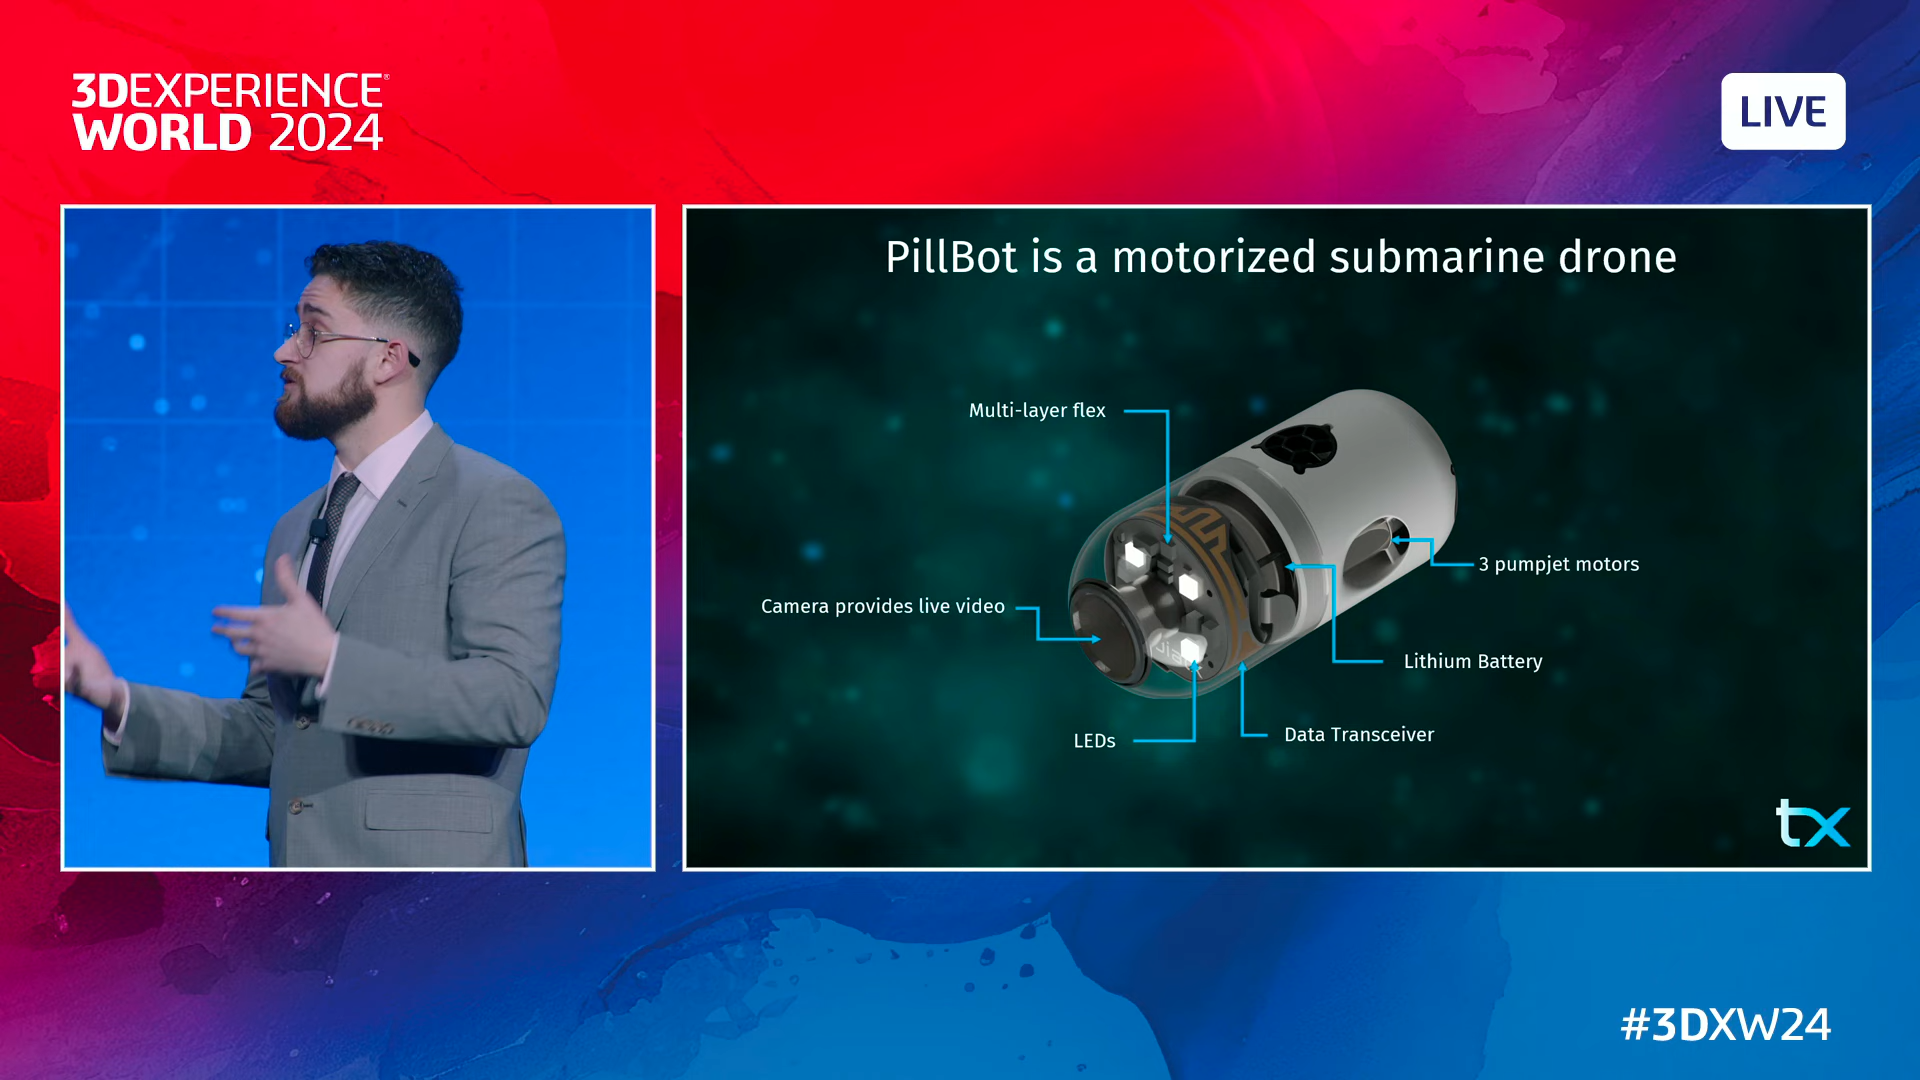 3DEXPERIENCE®
WORLD 2024
LIVE
PillBot is a motorized submarine drone
Multi-layer flex
3 pumpjet motors
Camera provides live video
Lithium Battery
Data Transceiver
LEDs
tx
#3DXW24